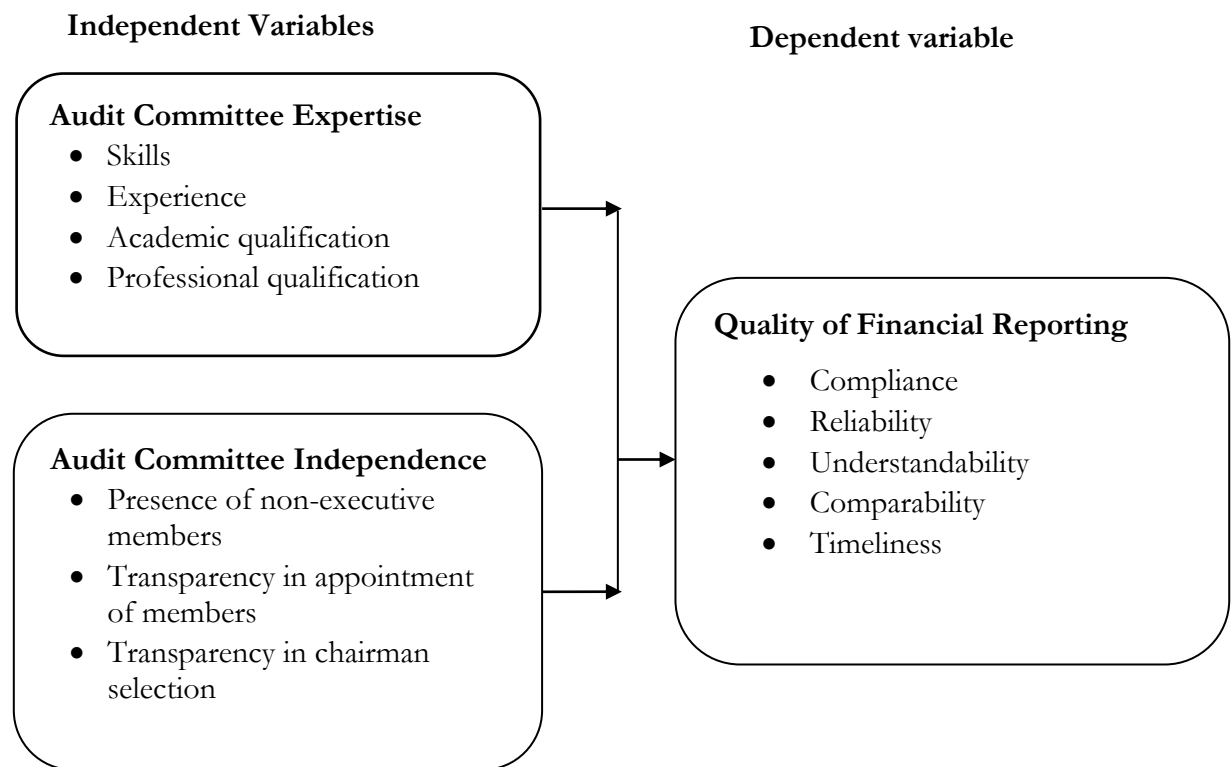 Independent Variables
Dependent variable
Audit Committee Expertise
• Skills
• Experience
• Academic qualification
• Professional qualification
Audit Committee Independence
• Presence of non-executive
members
• Transparency in appointment
of members
• Transparency in chairman
selection
Quality of Financial Reporting
• Compliance
• Reliability
• Understandability
• Comparability
• Timeliness